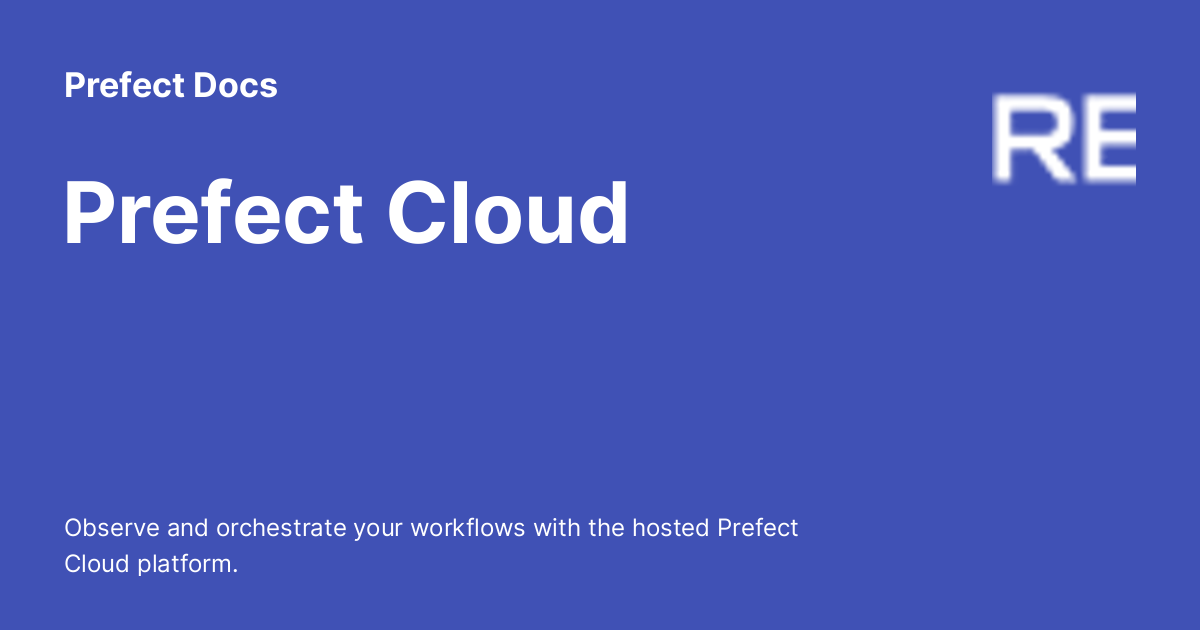 Prefect Docs
RE
Prefect Cloud
Observe and orchestrate your workflows with the hosted Prefect
Cloud platform.